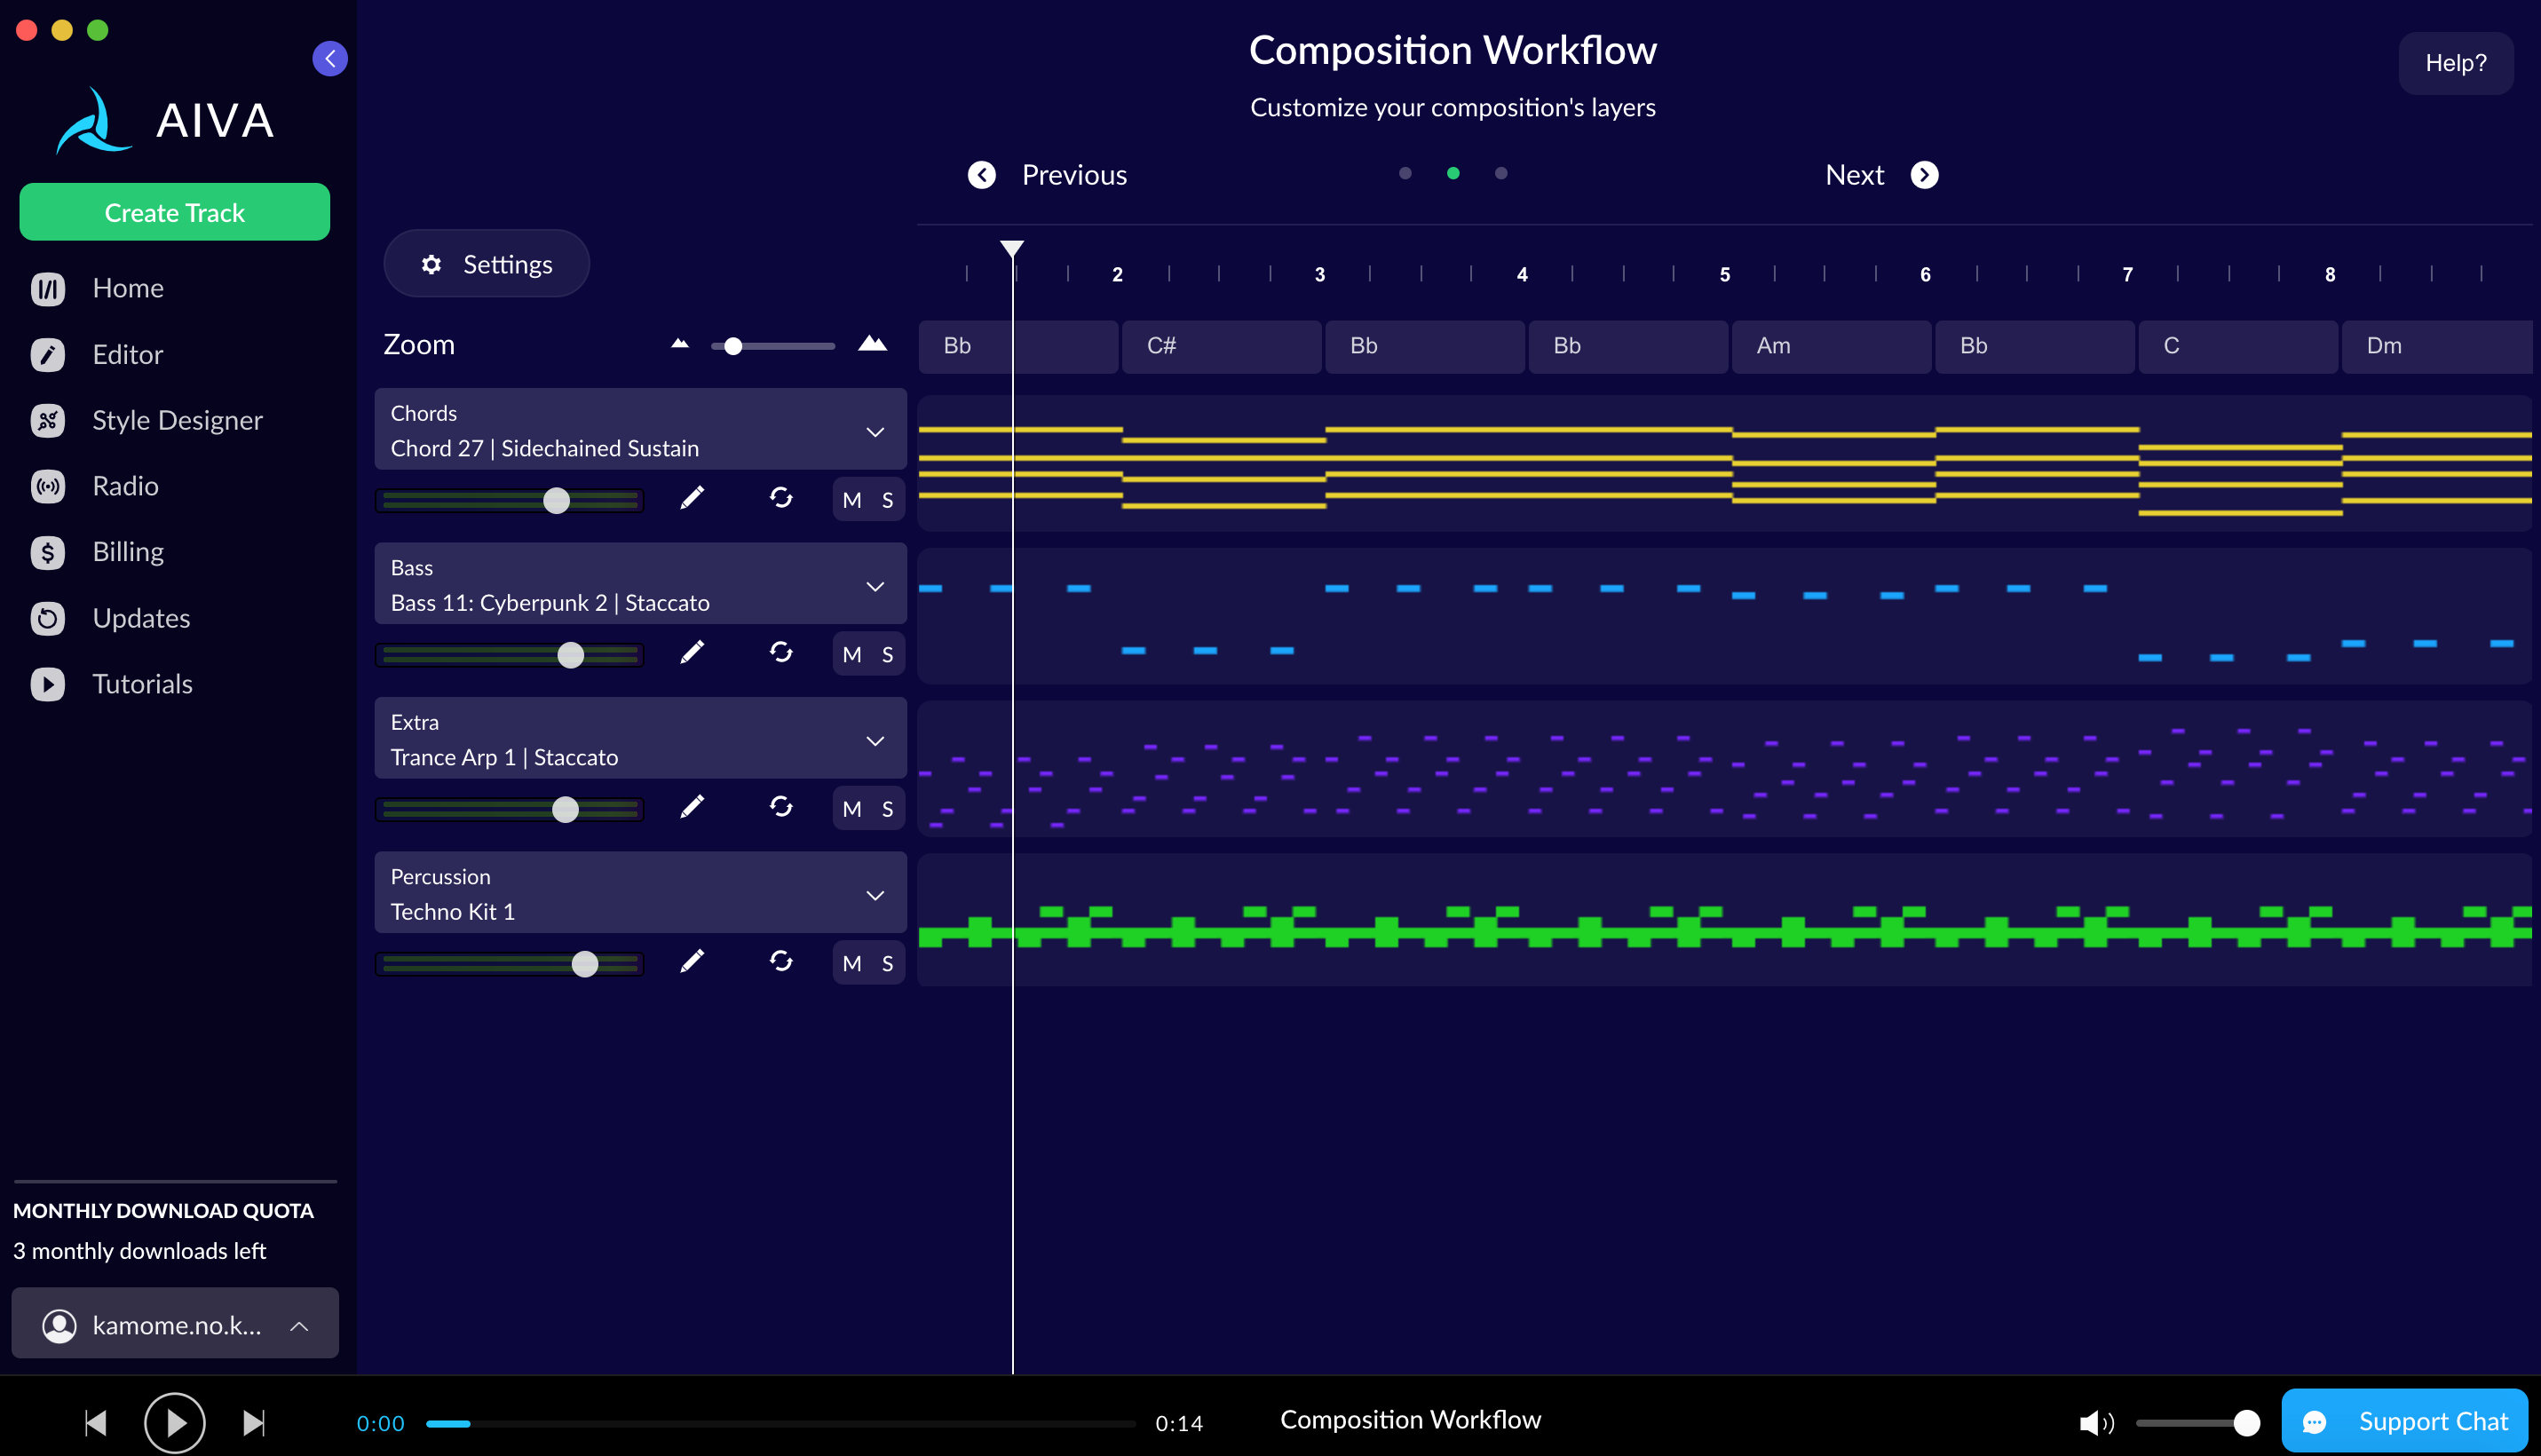 AIVA
Create Track
Home
Editor
Style Designer
Radio
Billing
Updates
Tutorials
MONTHLY DOWNLOAD QUOTA
3 monthly downloads left
kamome.no.k...
Composition Workflow
Customize your composition's layers
Help?
Previous
Next
Settings
2 3 4 5 6 7 8
Zoom
Bb C# Bb Bb Am Bb C Dm
Chords
Chord 27 | Sidechained Sustain
M S
Bass
Bass 11: Cyberpunk 2 | Staccato
M S
Extra
Trance Arp 1 | Staccato
M S
Percussion
Techno Kit 1
M S
0:00
0:14
Composition Workflow
Support Chat